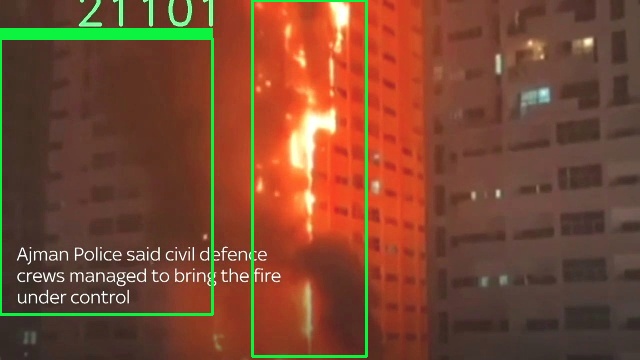 21101
Ajman Police said civil defence
crews managed to bring the fire
under control